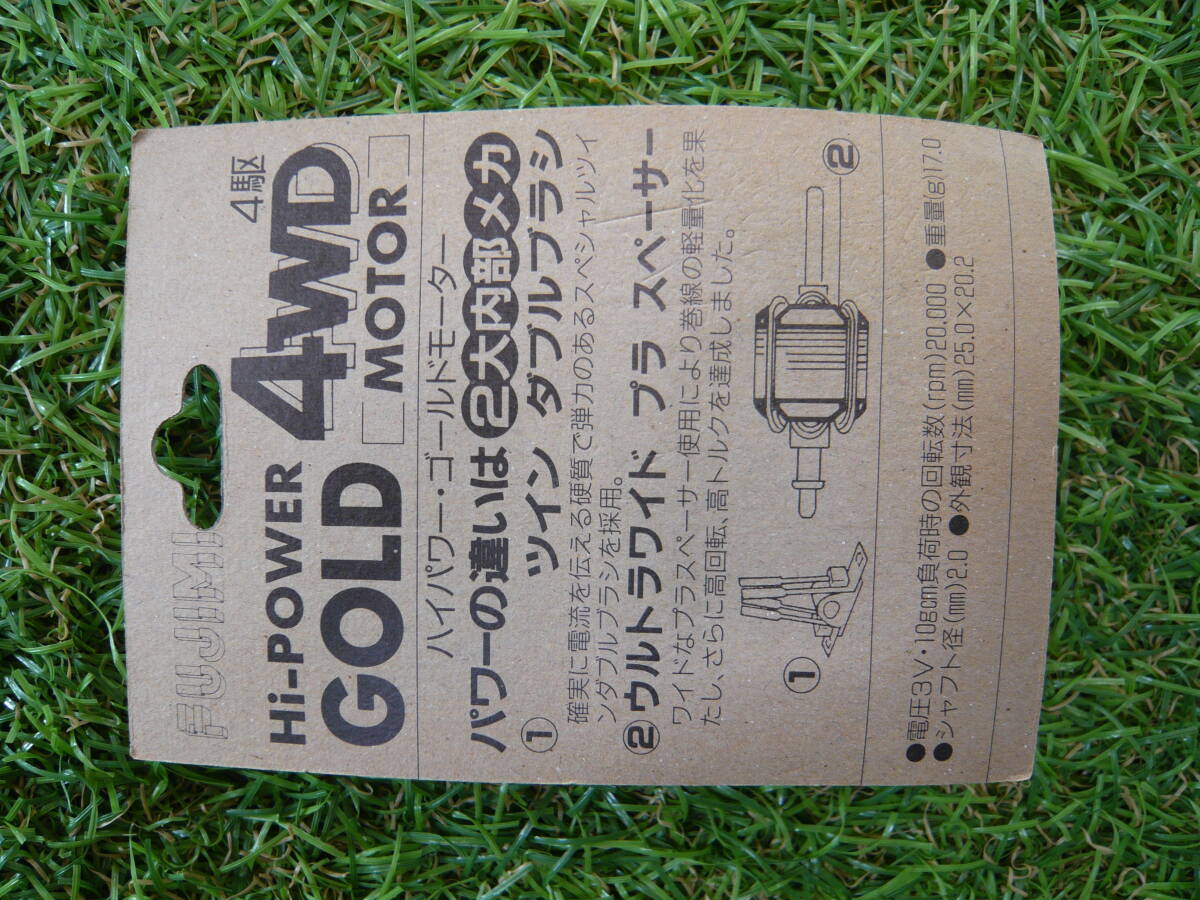 FUJIMI
4駆
Hi-POWER 4WD
GOLD MOTOR
ハイパワー・ゴールドモーター
パワーの違いは2大内部メカ
① ツイン ダブルブラシ
確実に電流を伝える硬質で弾力のあるスペシャルツイ
ンダブルブラシを採用。
②ウルトラワイド プラ スペーサー
ワイドなプラスペーサー使用により巻線の軽量化を果
たし、さらに高回転、高トルクを達成しました。
① ②
●電圧3V・10gcm負荷時の回転数(rpm)20,000 ●重量(g)17.0
●シャフト径(mm)2.0 ●外観寸法(mm)25.0×20.2